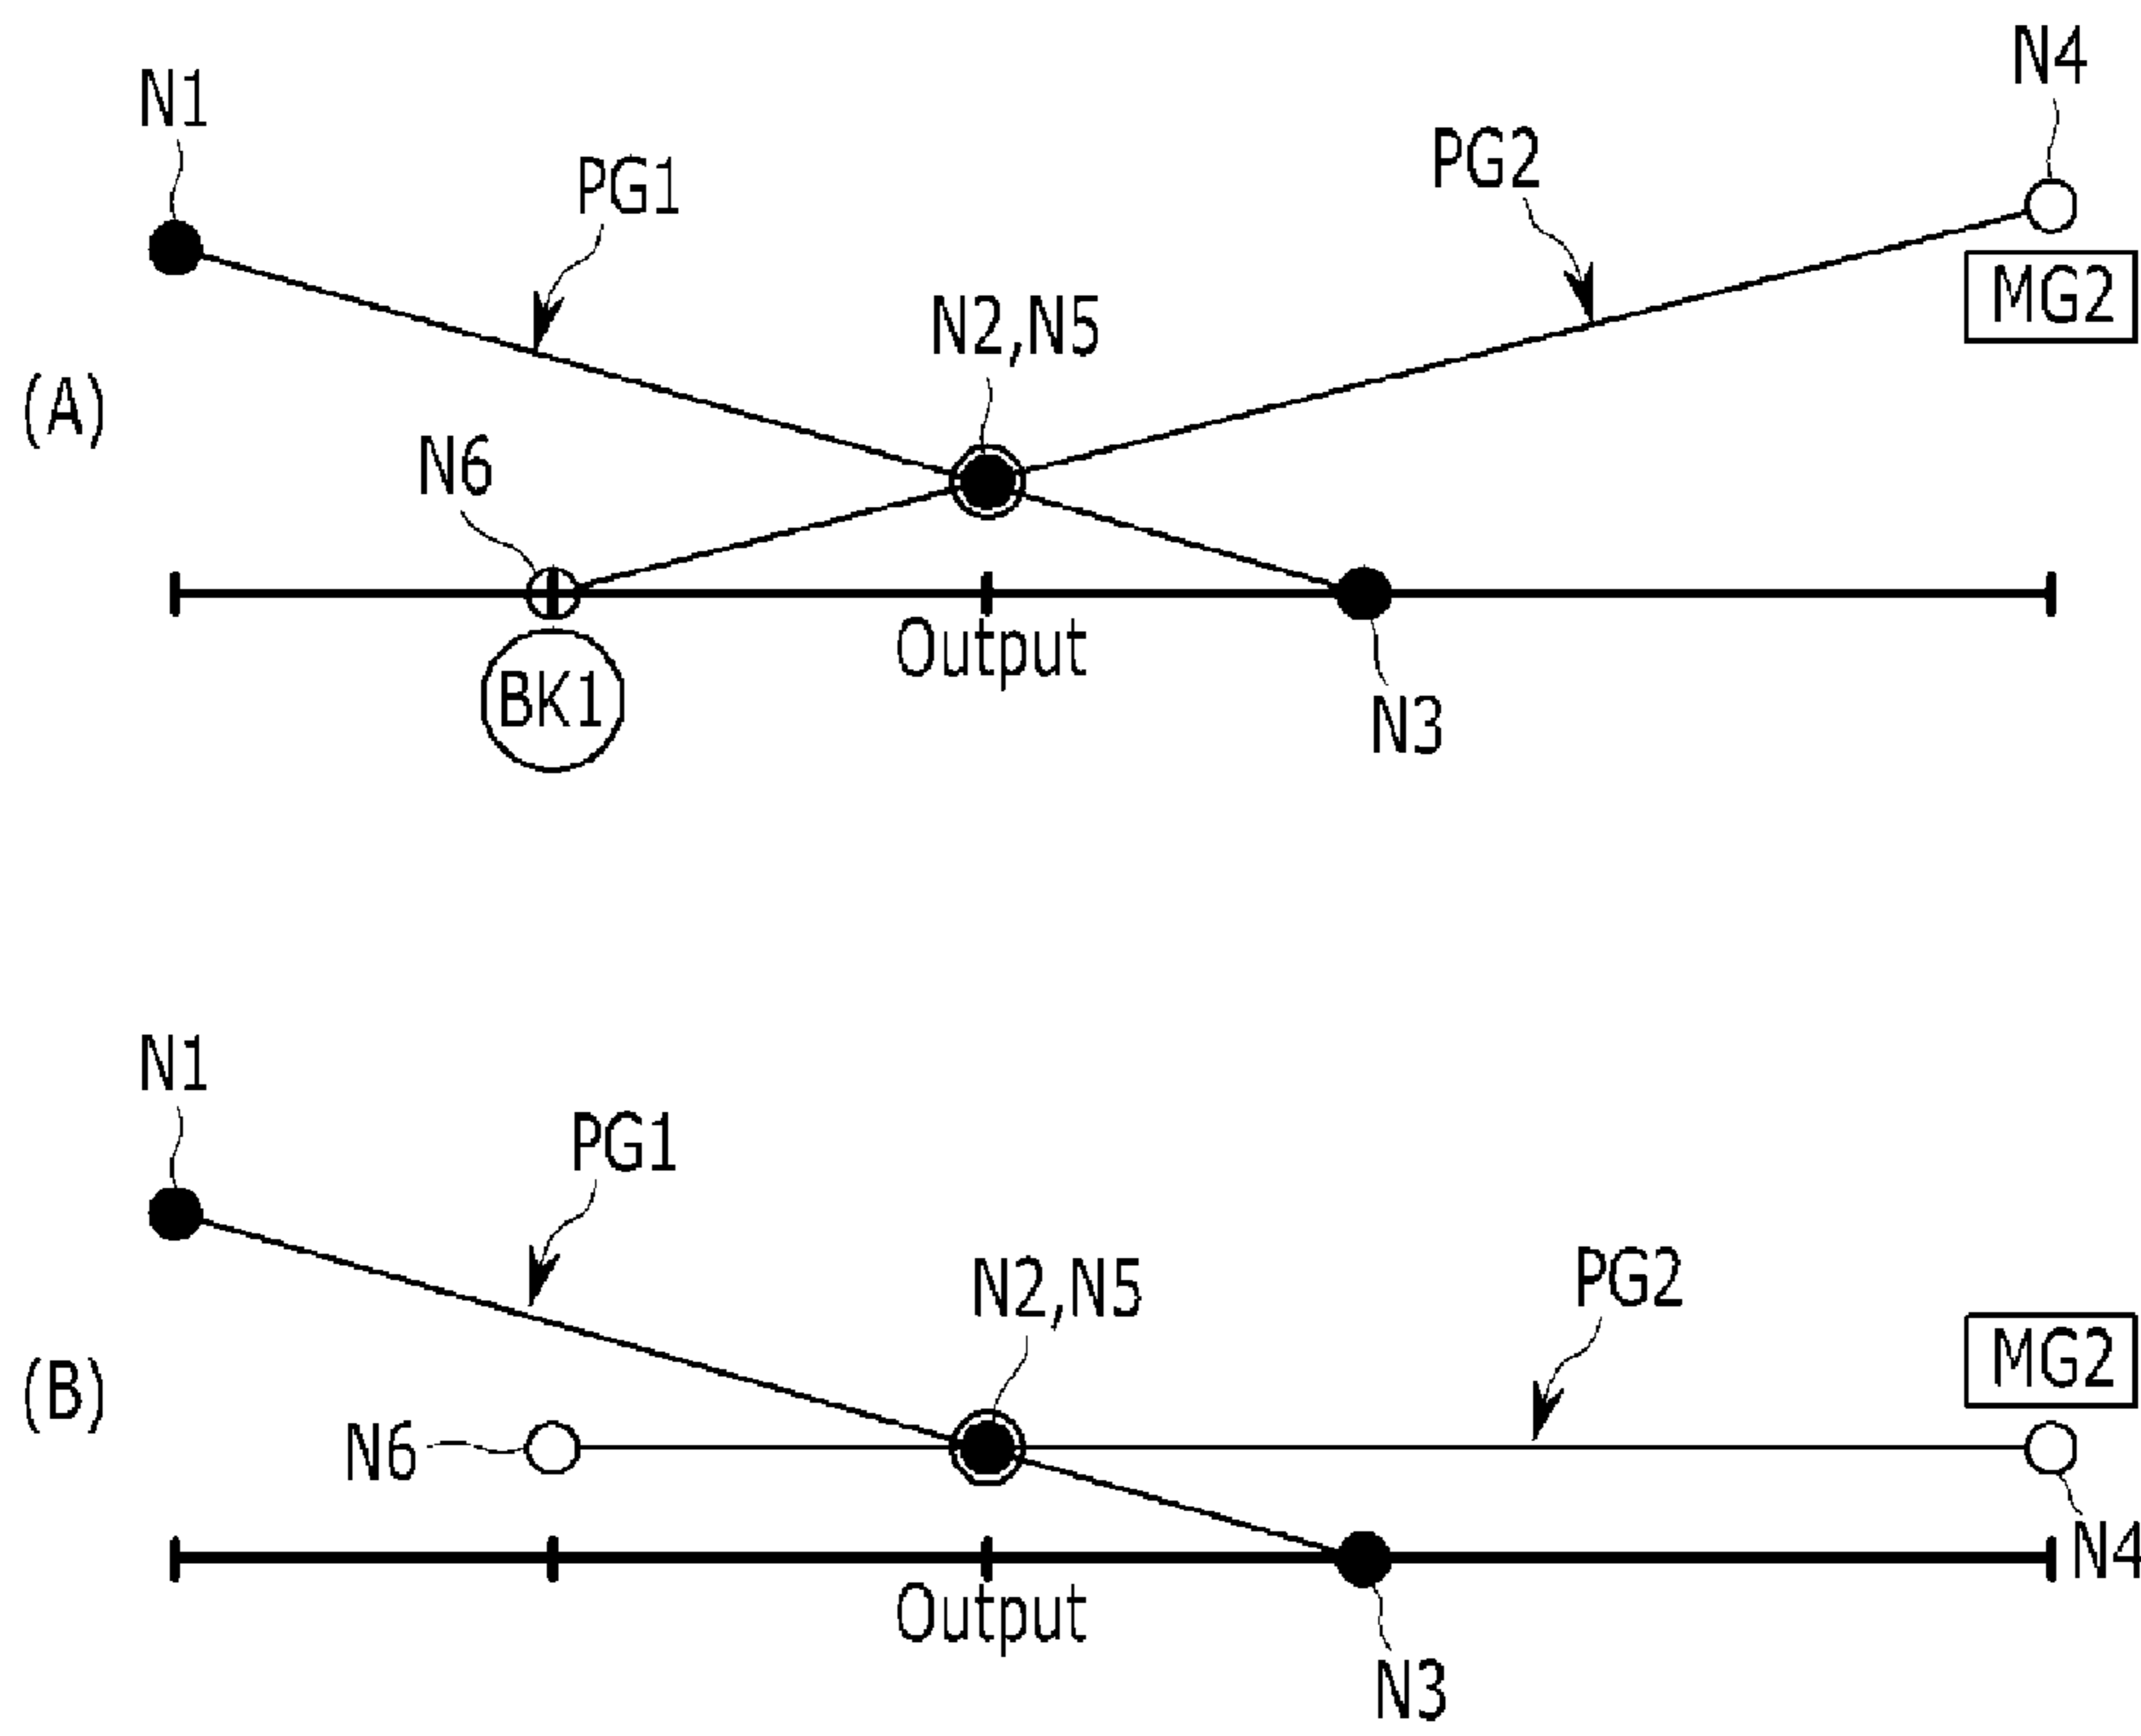 N4
N1
PG2
PG1
MG2
N2,N5
(A)
N6
Output
BK1
N3
N1
PG1
PG2
N2,N5
MG2
(B)
N6
N4
Output
N3